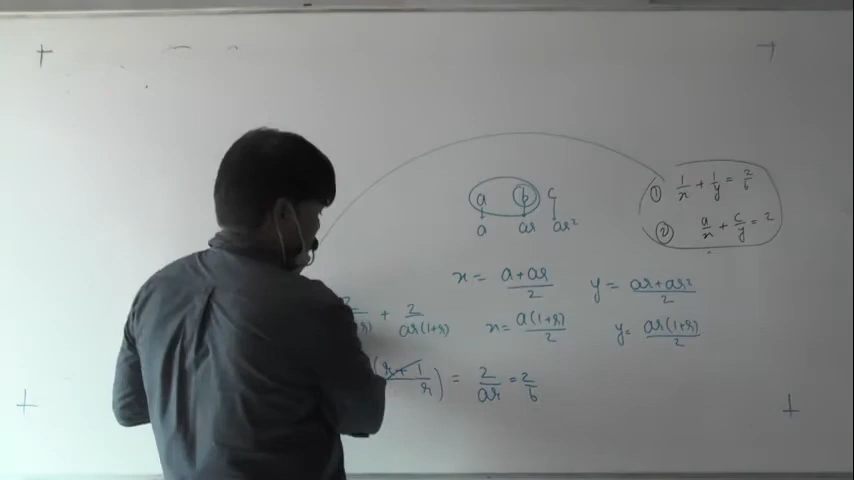 ① 1/x + 1/y = 2/b
a b c
a ar ar²
② a/x + c/y = 2
x = (a + ar)/2 y = (ar + ar²)/2
+ 2/(ar(1+r)) x = (a(1+r))/2 y = (ar(1+r))/2
(r+1)/r) = 2/ar = 2/b